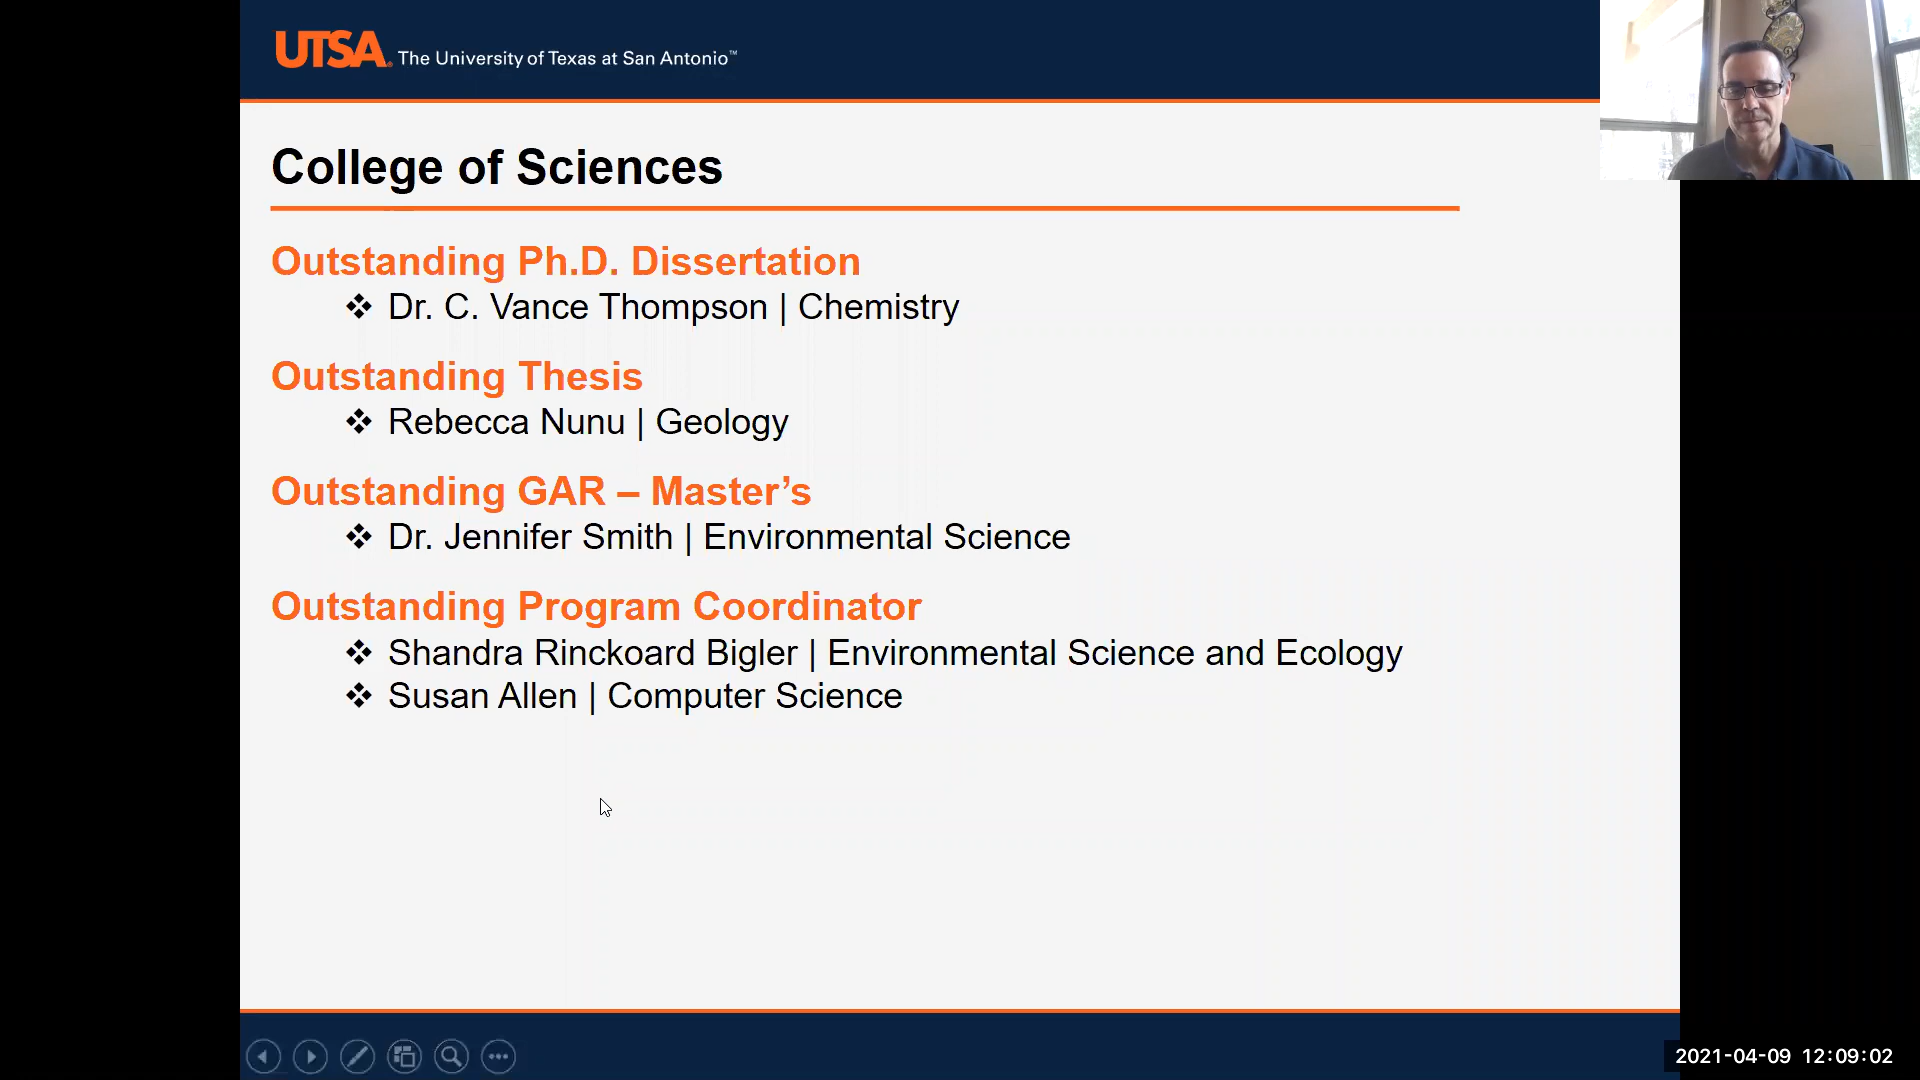 UTSA. The University of Texas at San Antonio™
College of Sciences
Outstanding Ph.D. Dissertation
❖ Dr. C. Vance Thompson | Chemistry
Outstanding Thesis
❖ Rebecca Nunu | Geology
Outstanding GAR – Master’s
❖ Dr. Jennifer Smith | Environmental Science
Outstanding Program Coordinator
❖ Shandra Rinckoard Bigler | Environmental Science and Ecology
❖ Susan Allen | Computer Science
2021-04-09 12:09:02